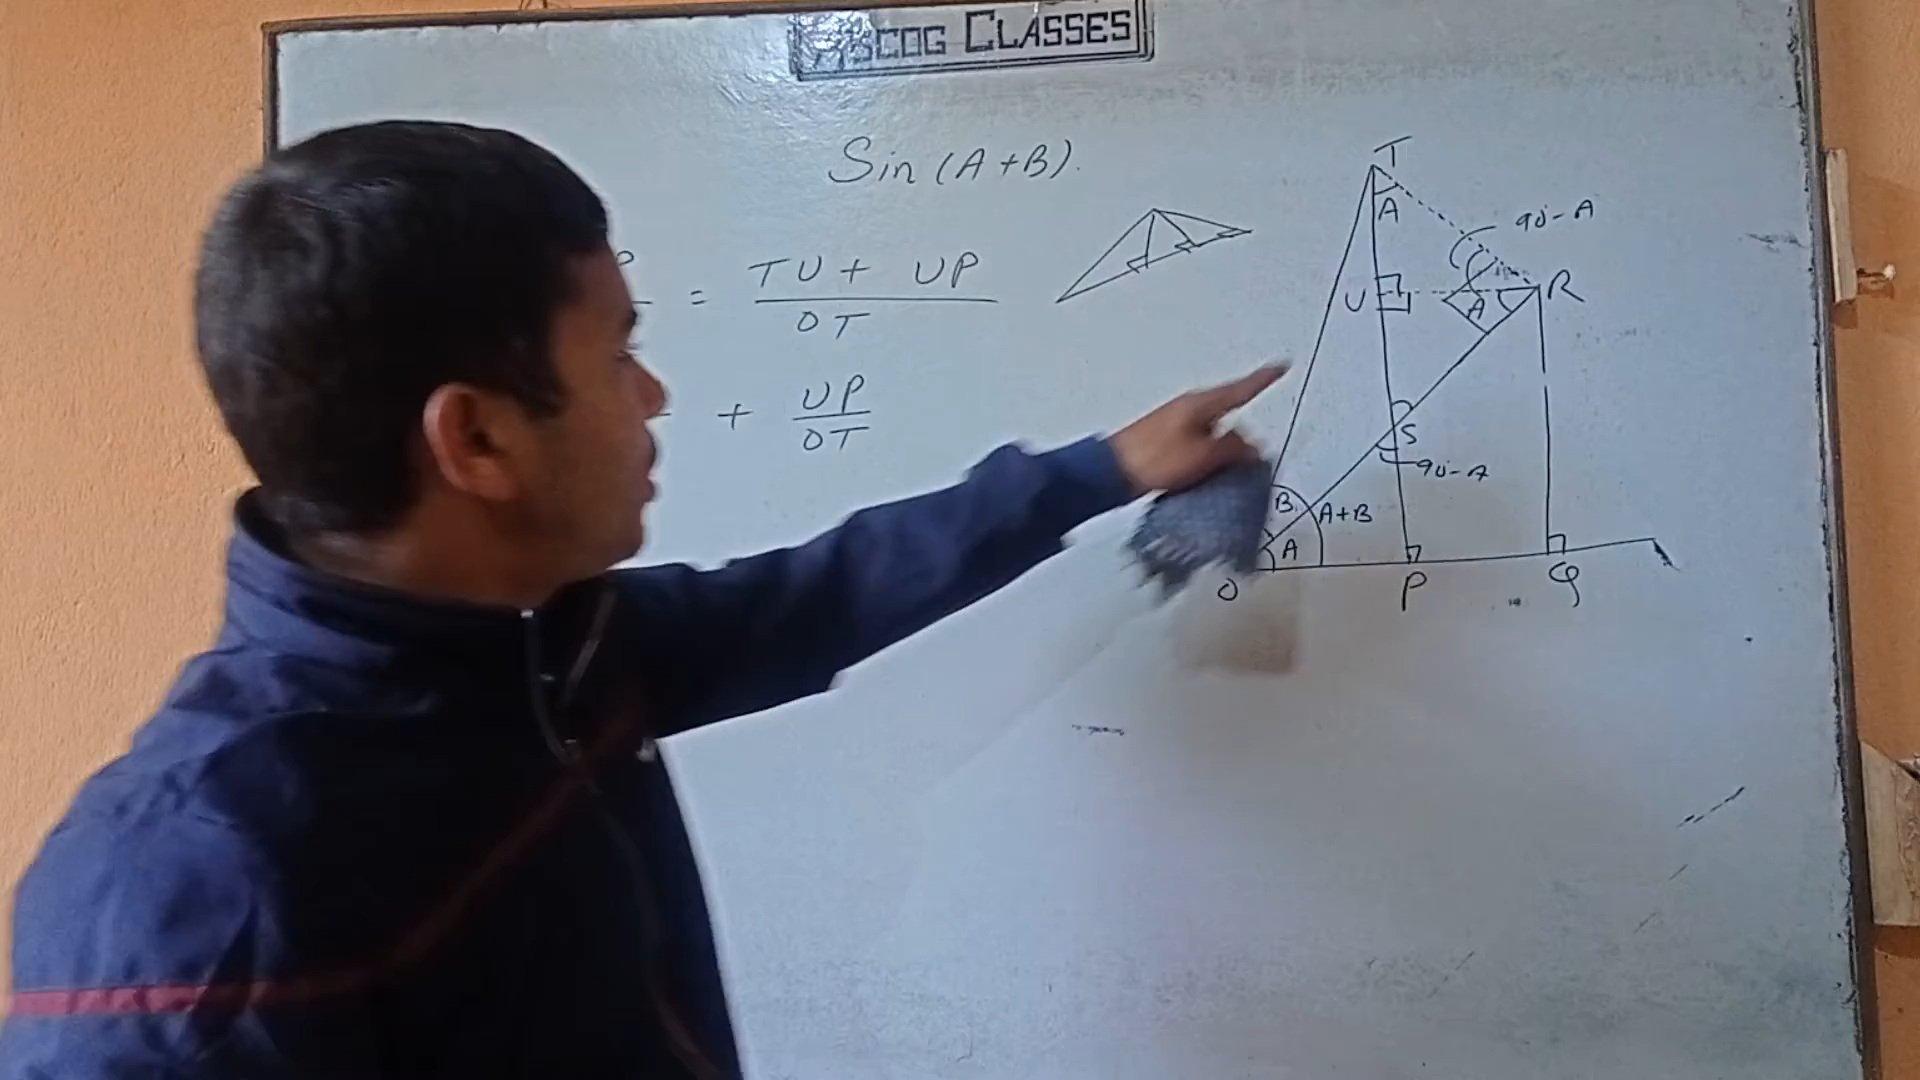 CLASSES
Sin (A+B).
= TU + UP
OT
+ UP
OT
T
A
90-A
U
A
R
S
90-A
B
A+B
A
O
P
Q